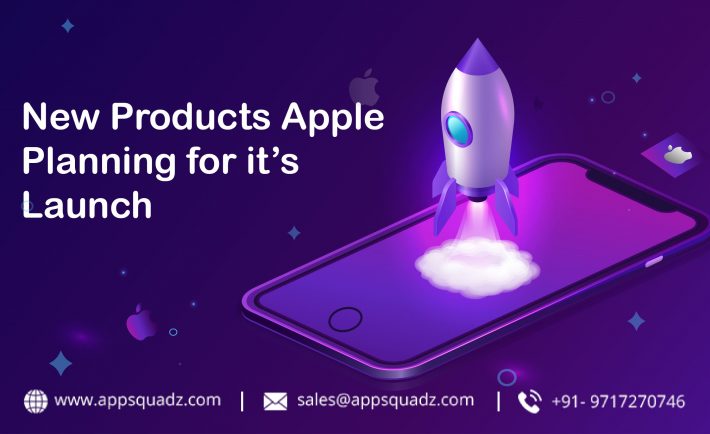 New Products Apple
Planning for it’s
Launch
www.appsquadz.com | sales@appsquadz.com | +91- 9717270746